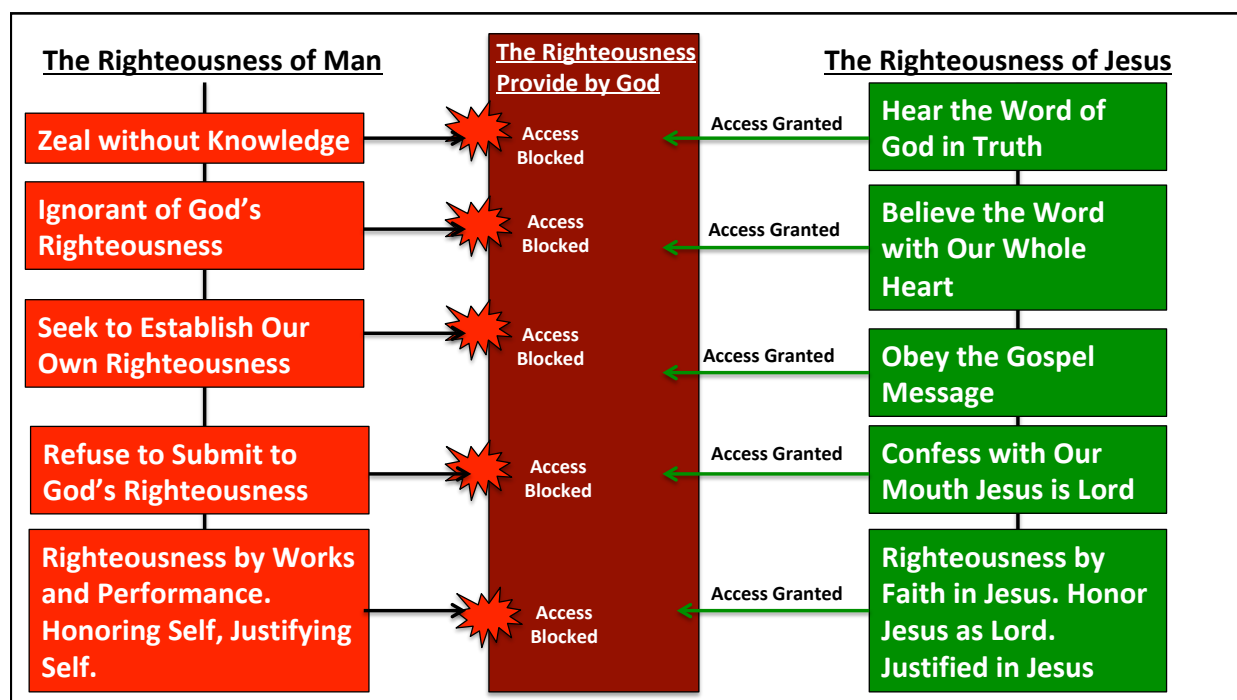 The Righteousness of Man
Zeal without Knowledge
Ignorant of God’s
Righteousness
Seek to Establish Our
Own Righteousness
Refuse to Submit to
God’s Righteousness
Righteousness by Works
and Performance.
Honoring Self, Justifying
Self.
The Righteousness
Provide by God
Access
Blocked
Access
Blocked
Access
Blocked
Access
Blocked
Access
Blocked
Access Granted
Access Granted
Access Granted
Access Granted
Access Granted
The Righteousness of Jesus
Hear the Word of
God in Truth
Believe the Word
with Our Whole
Heart
Obey the Gospel
Message
Confess with Our
Mouth Jesus is Lord
Righteousness by
Faith in Jesus. Honor
Jesus as Lord.
Justified in Jesus